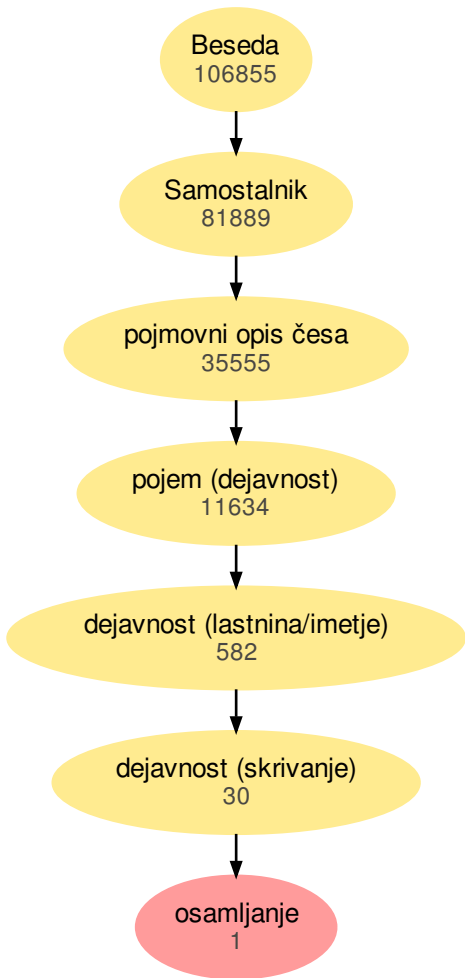 Beseda
106855
Samostalnik
81889
pojmovni opis česa
35555
pojem (dejavnost)
11634
dejavnost (lastnina/imetje)
582
dejavnost (skrivanje)
30
osamljanje
1